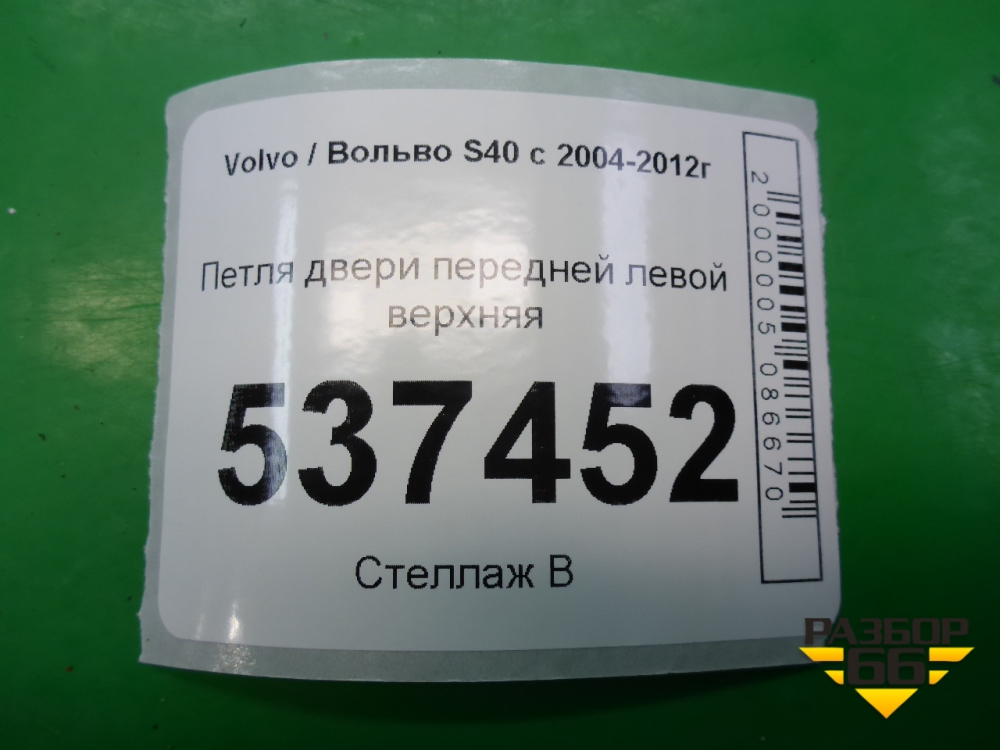 Volvo / Вольво S40 с 2004-2012г
Петля двери передней левой
верхняя
537452
Стеллаж В
2000005086670
РАЗБОР
66